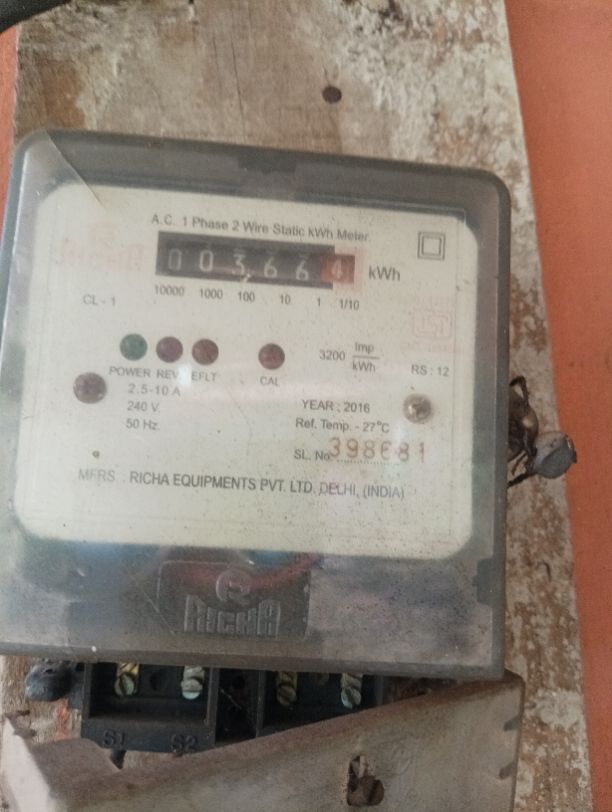 A.C. 1 Phase 2 Wire Static kWh Meter
0 0 3 6 6 4 kWh
10000 1000 100 10 1 1/10
CL - 1
3200 Imp/kWh
POWER REV EFLT CAL RS : 12
2.5-10 A
240 V.
50 Hz.
YEAR : 2016
Ref. Temp. - 27°C
SL. No. 398681
MFRS : RICHA EQUIPMENTS PVT. LTD. DELHI, (INDIA)
R
RICHA
S1 S2